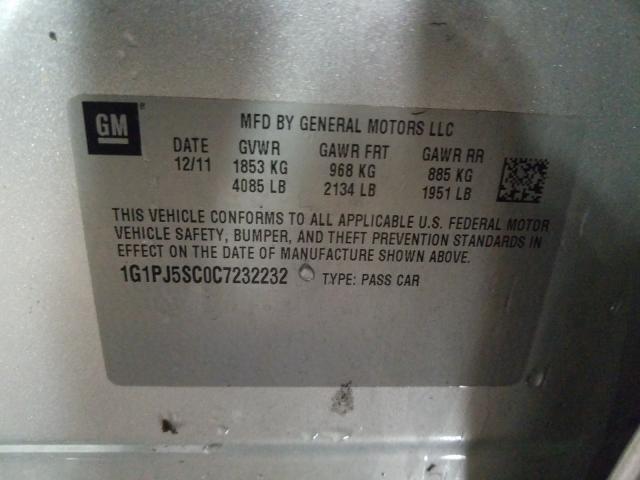 GM ®
MFD BY GENERAL MOTORS LLC
DATE GVWR GAWR FRT GAWR RR
12/11 1853 KG 968 KG 885 KG
4085 LB 2134 LB 1951 LB
THIS VEHICLE CONFORMS TO ALL APPLICABLE U.S. FEDERAL MOTOR
VEHICLE SAFETY, BUMPER, AND THEFT PREVENTION STANDARDS IN
EFFECT ON THE DATE OF MANUFACTURE SHOWN ABOVE.
1G1PJ5SC0C7232232 TYPE: PASS CAR